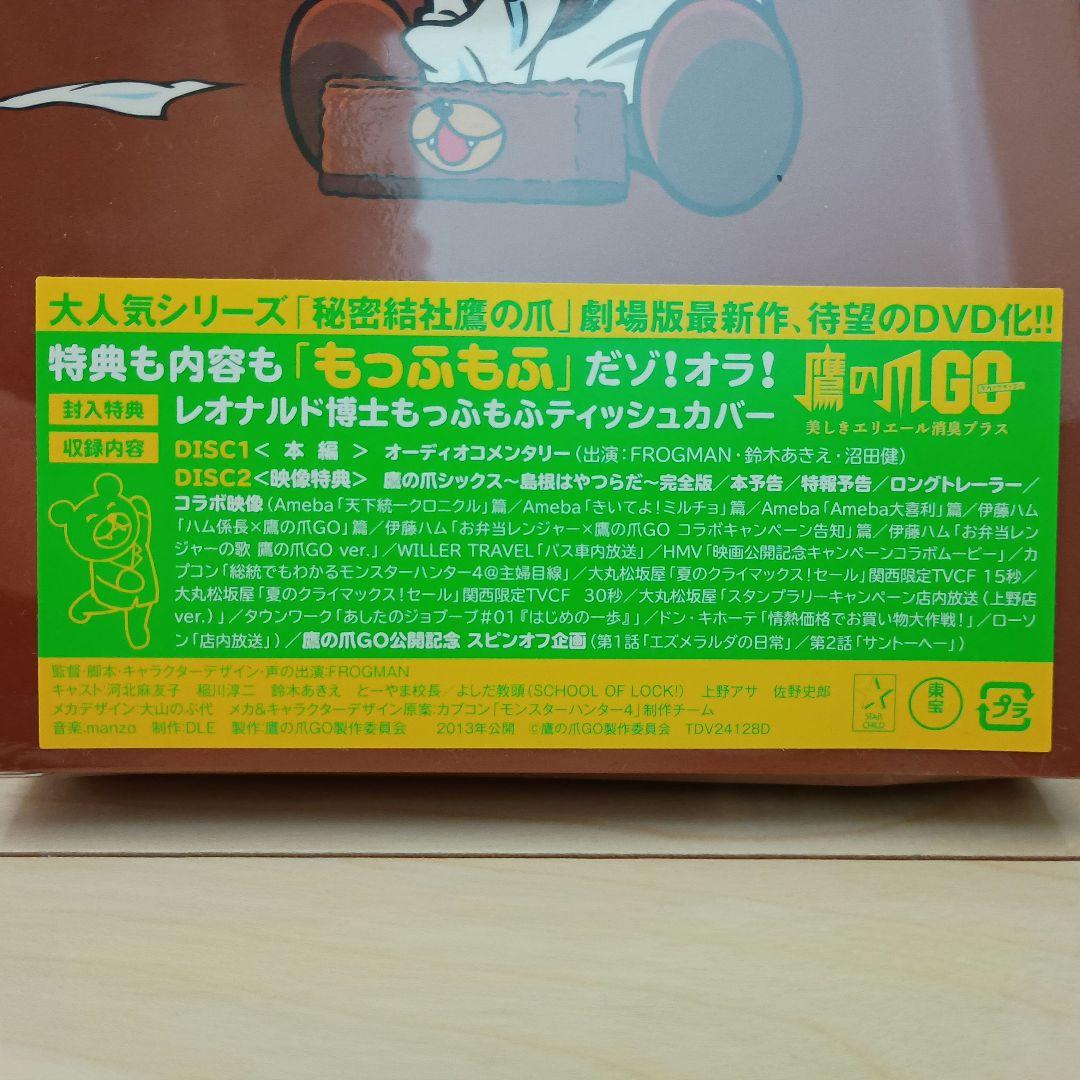 大人気シリーズ「秘密結社鷹の爪」劇場版最新作、待望のDVD化!!
特典も内容も「もっふもふ」だゾ!オラ!
鷹の爪GO
美しきエリエール消臭プラス
封入特典 レオナルド博士もっふもふティッシュカバー
収録内容 DISC1<本編> オーディオコメンタリー(出演:FROGMAN・鈴木あきえ・沼田健)
DISC2<映像特典> 鷹の爪シックス〜島根はやつらだ〜完全版/本予告/特報予告/ロングトレーラー/
コラボ映像(Ameba「天下統一クロニクル」篇/Ameba「きいてよ!ミルチョ」篇/Ameba「Ameba大喜利」篇/伊藤ハム
「ハム係長×鷹の爪GO」篇/伊藤ハム「お弁当レンジャー×鷹の爪GO コラボキャンペーン告知」篇/伊藤ハム「お弁当レン
ジャーの歌 鷹の爪GO ver.」/WILLER TRAVEL「バス車内放送」/HMV「映画公開記念キャンペーンコラボムービー」/カ
プコン「総統でもわかるモンスターハンター4@主婦目線」/大丸松坂屋「夏のクライマックス!セール」関西限定TVCF 15秒/
大丸松坂屋「夏のクライマックス!セール」関西限定TVCF 30秒/大丸松坂屋「スタンプラリーキャンペーン店内放送(上野店
ver.)」/タウンワーク「あしたのジョブーブ#01『はじめの一歩』」/ドン・キホーテ「情熱価格でお買い物大作戦!」/ローソ
ン「店内放送」)/鷹の爪GO公開記念 スピンオフ企画(第1話「エズメラルダの日常」/第2話「サントーへー」)
監督・脚本・キャラクターデザイン・声の出演:FROGMAN
キャスト:河北麻友子 稲川淳二 鈴木あきえ とーやま校長/よしだ教頭(SCHOOL OF LOCK!) 上野アサ 佐野史郎
メカデザイン:大山のぶ代 メカ&キャラクターデザイン原案:カプコン「モンスターハンター4」制作チーム
音楽:manzo 制作:DLE 製作:鷹の爪GO製作委員会 2013年公開 ©鷹の爪GO製作委員会 TDV24128D
STAR CHILD
東宝
プラ